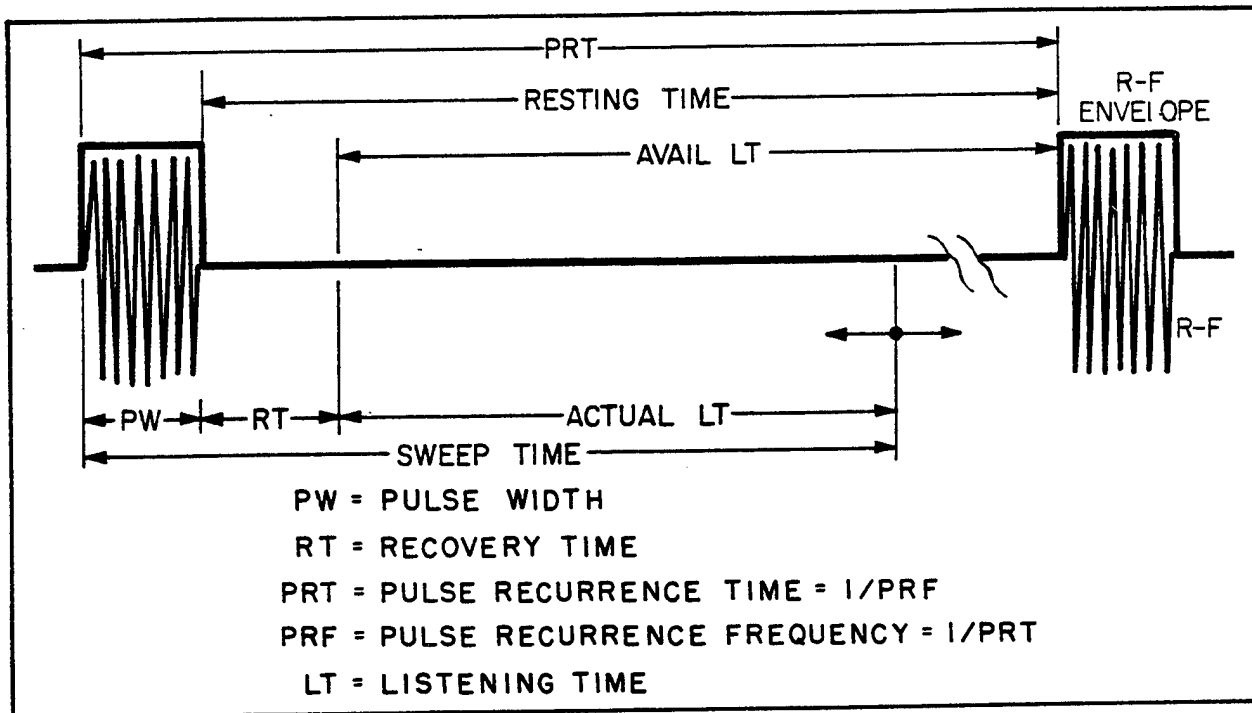 PRT
RESTING TIME
R-F
ENVELOPE
AVAIL LT
R-F
PW
RT
ACTUAL LT
SWEEP TIME
PW = PULSE WIDTH
RT = RECOVERY TIME
PRT = PULSE RECURRENCE TIME = 1/PRF
PRF = PULSE RECURRENCE FREQUENCY = 1/PRT
LT = LISTENING TIME